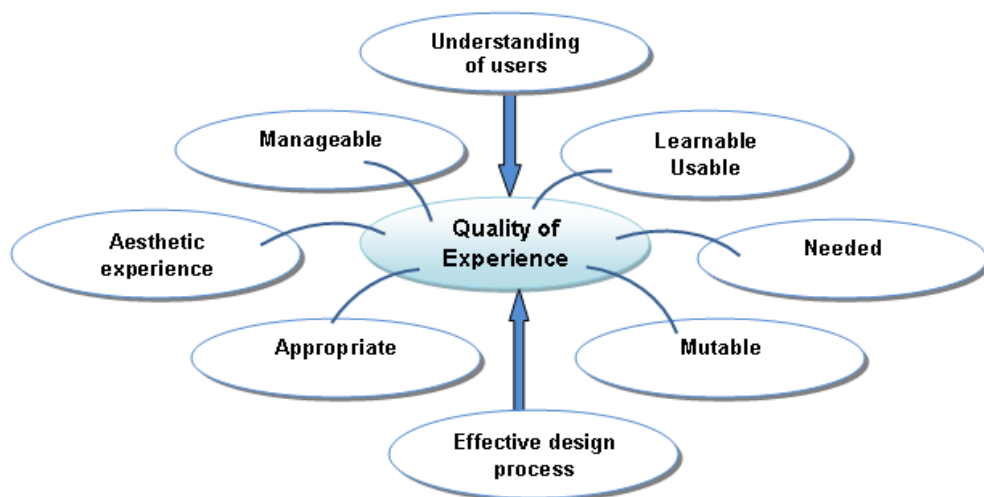 Understanding
of users
Manageable
Learnable
Usable
Aesthetic
experience
Quality of
Experience
Needed
Appropriate
Mutable
Effective design
process